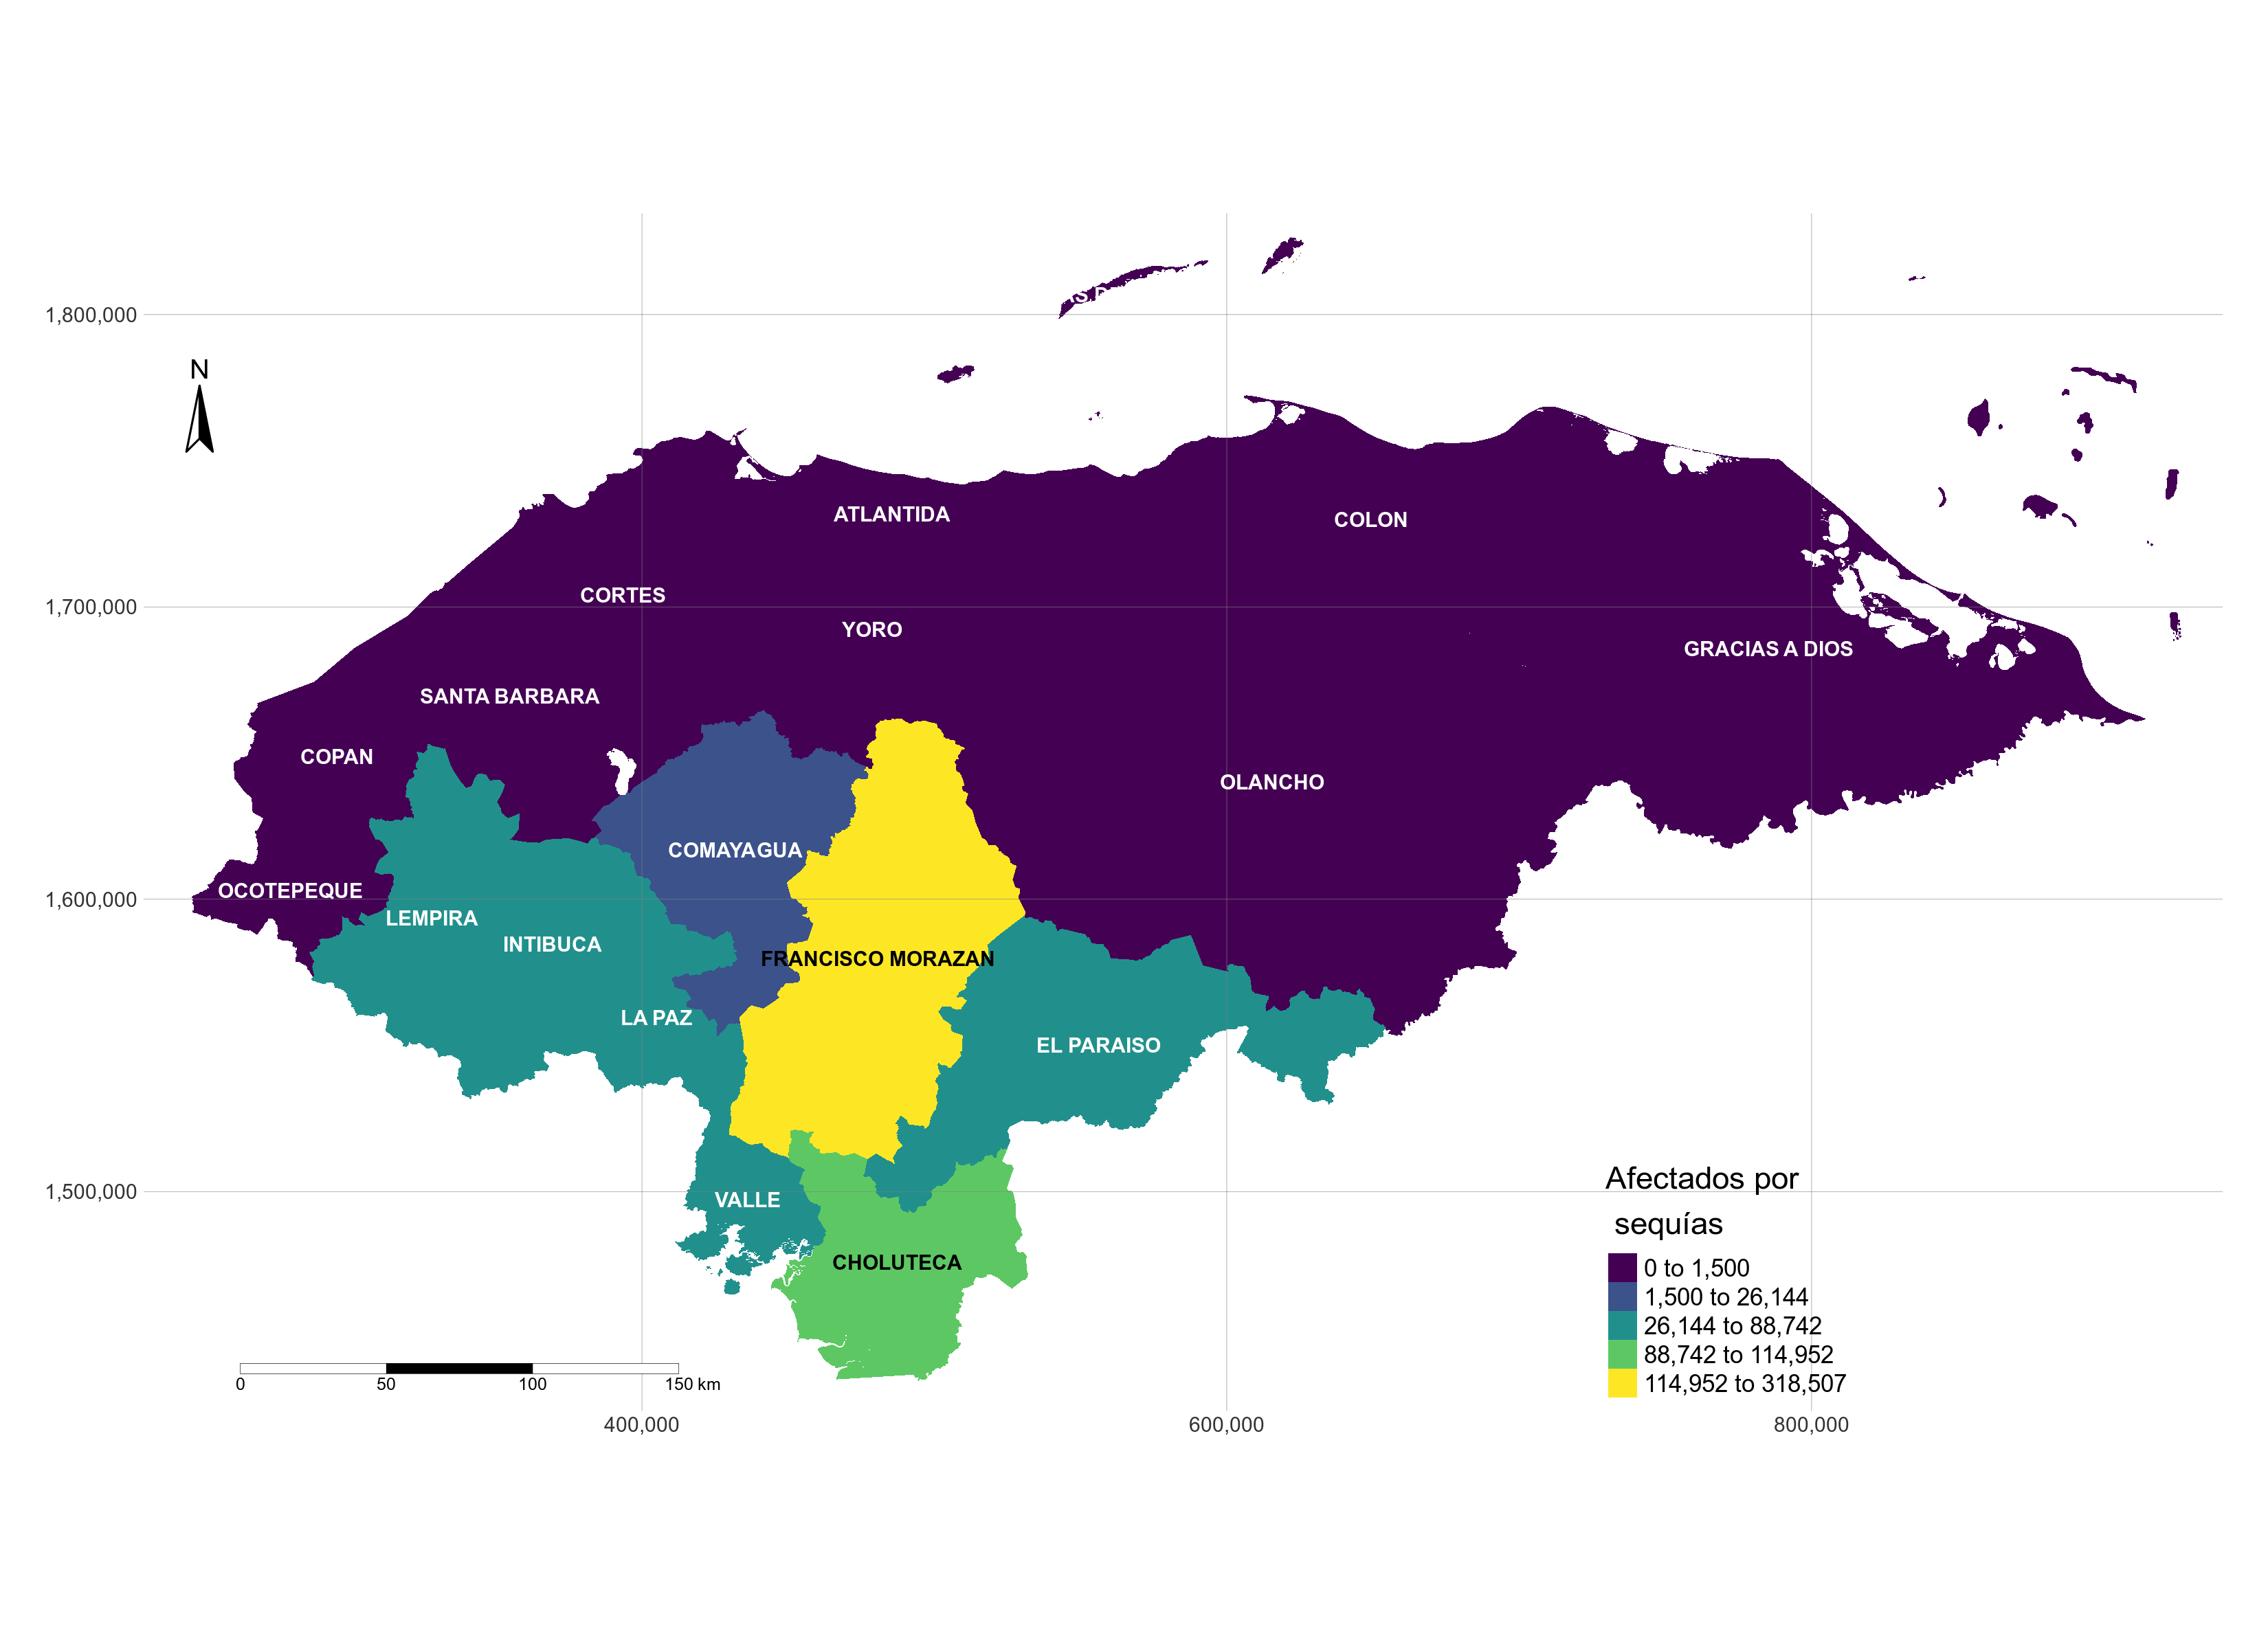 1,800,000
N
1,700,000
1,600,000
1,500,000
ATLANTIDA
COLON
CORTES
YORO
GRACIAS A DIOS
SANTA BARBARA
COPAN
OLANCHO
COMAYAGUA
OCOTEPEQUE
LEMPIRA
INTIBUCA
FRANCISCO MORAZAN
LA PAZ
EL PARAISO
VALLE
CHOLUTECA
Afectados por
sequías
0 to 1,500
1,500 to 26,144
26,144 to 88,742
88,742 to 114,952
114,952 to 318,507
0 50 100 150 km
400,000 600,000 800,000